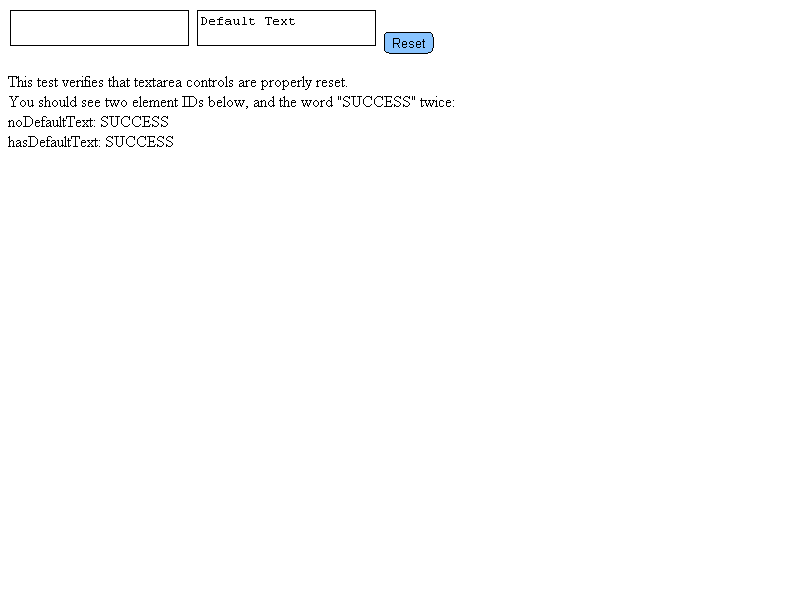 Default Text
Reset
This test verifies that textarea controls are properly reset.
You should see two element IDs below, and the word "SUCCESS" twice:
noDefaultText: SUCCESS
hasDefaultText: SUCCESS